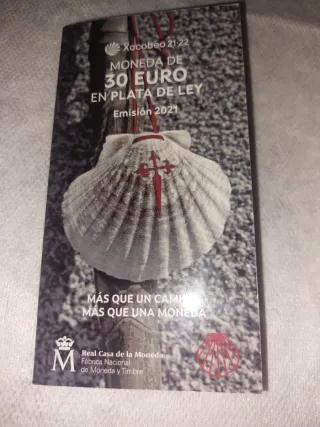 Xacobeo 21·22
MONEDA DE
30 EURO
EN PLATA DE LEY
Emisión 2021
MÁS QUE UN CAMINO
MÁS QUE UNA MONEDA
M
Real Casa de la Moneda
Fábrica Nacional
de Moneda y Timbre